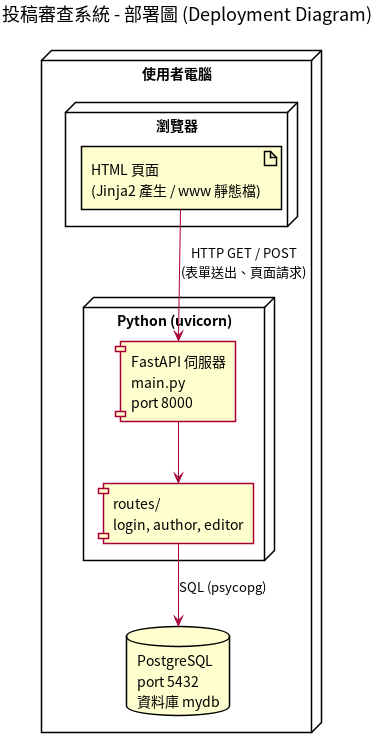 投稿審查系統 - 部署圖 (Deployment Diagram)
使用者電腦
瀏覽器
HTML 頁面
(Jinja2 產生 / www 靜態檔)
HTTP GET / POST
(表單送出、頁面請求)
Python (uvicorn)
FastAPI 伺服器
main.py
port 8000
routes/
login, author, editor
SQL (psycopg)
PostgreSQL
port 5432
資料庫 mydb